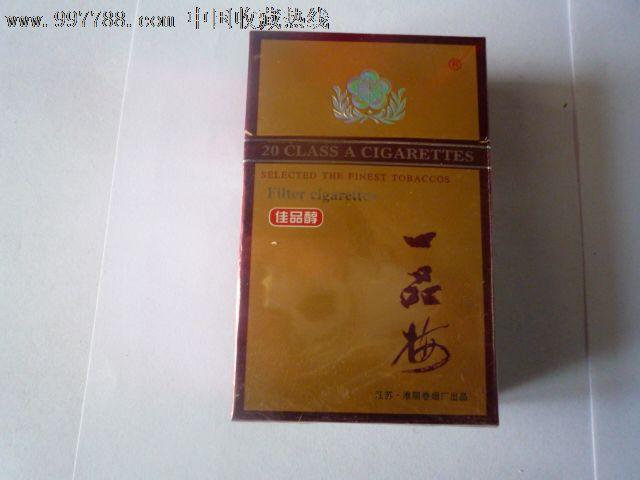 www.997788.com 中国收藏热线
®
20 CLASS A CIGARETTES
SELECTED THE FINEST TOBACCOS
Filter cigarettes
佳品醇
一品梅
江苏·淮阴卷烟厂出品